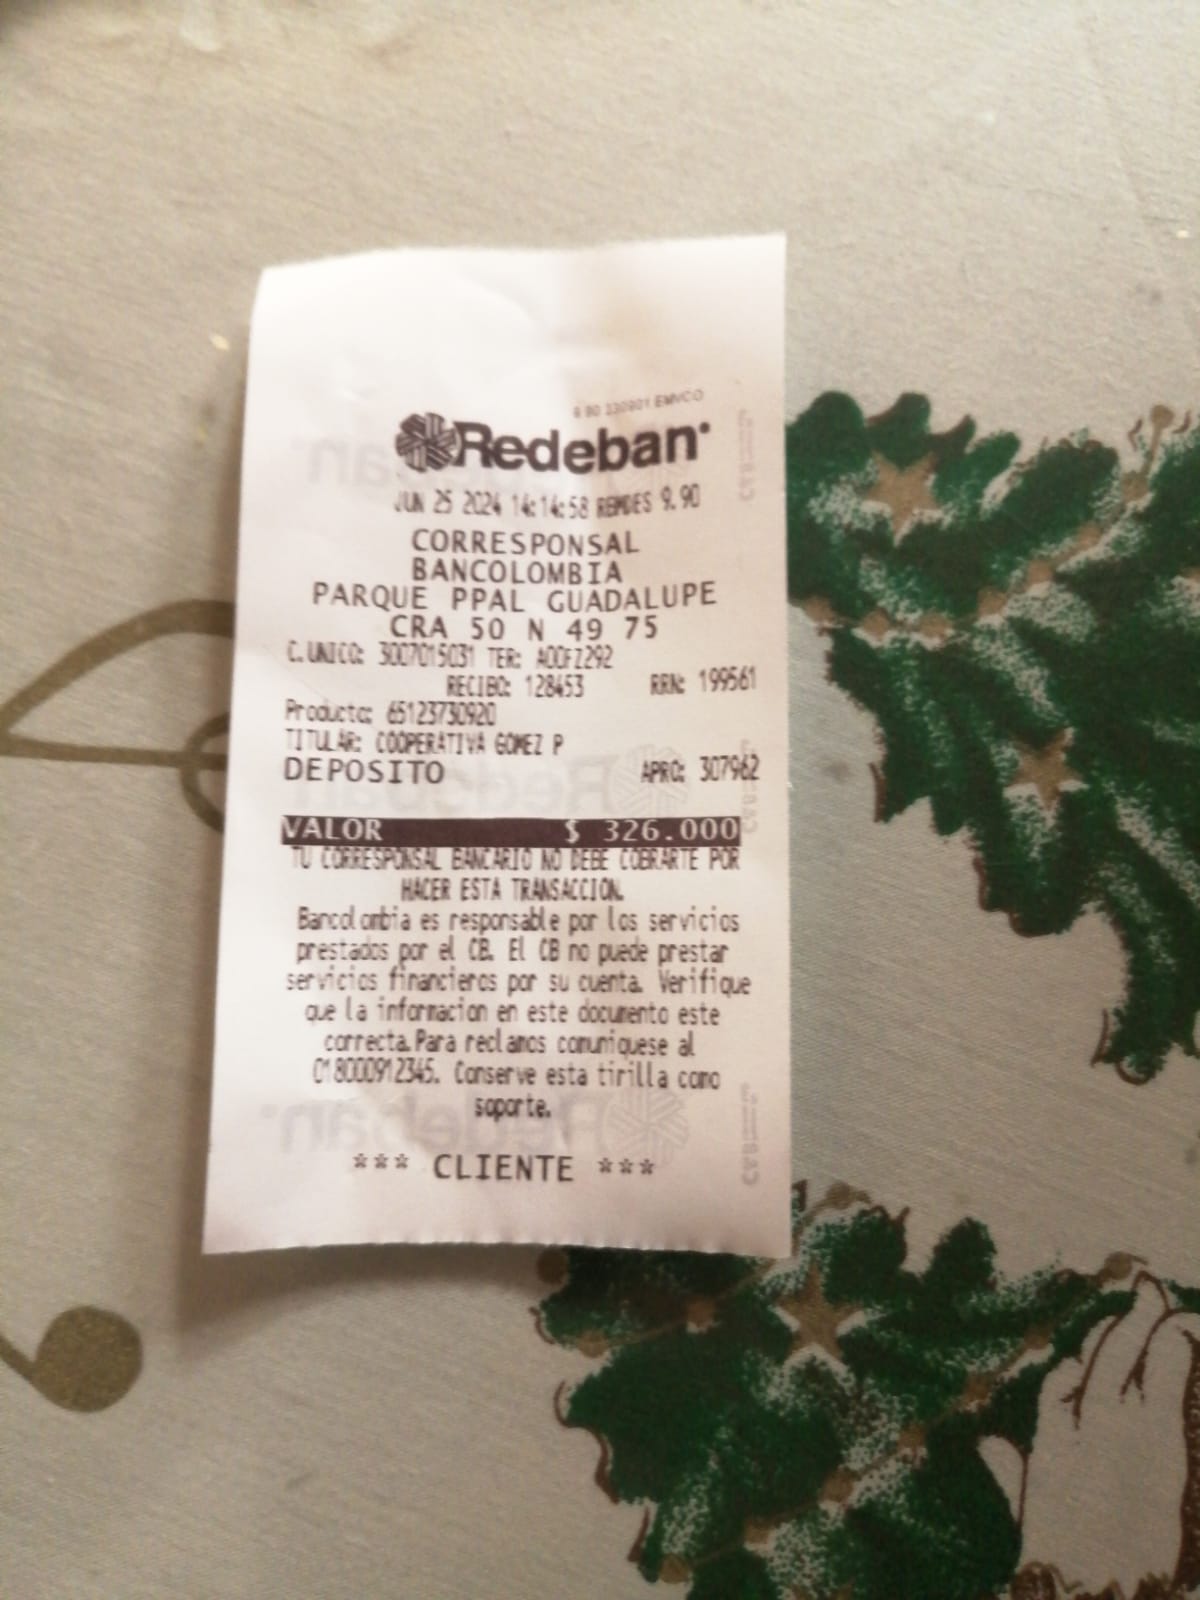 Redeban
JUN 25 2024 14:14:58 RBMDES 9.90
CORRESPONSAL
BANCOLOMBIA
PARQUE PPAL GUADALUPE
CRA 50 N 49 75
C.UNICO: 3007015031 TER: AOOFZ292
RECIBO: 128453 RRN: 199561
Producto: 65123730920
TITULAR: COOPERATIVA GOMEZ P
DEPOSITO APRO: 307962
VALOR $ 326.000
TU CORRESPONSAL BANCARIO NO DEBE COBRARTE POR
HACER ESTA TRANSACCION.
Bancolombia es responsable por los servicios
prestados por el CB. El CB no puede prestar
servicios financieros por su cuenta. Verifique
que la informacion en este documento este
correcta.Para reclamos comuniquese al
018000912345. Conserve esta tirilla como
soporte.
*** CLIENTE ***